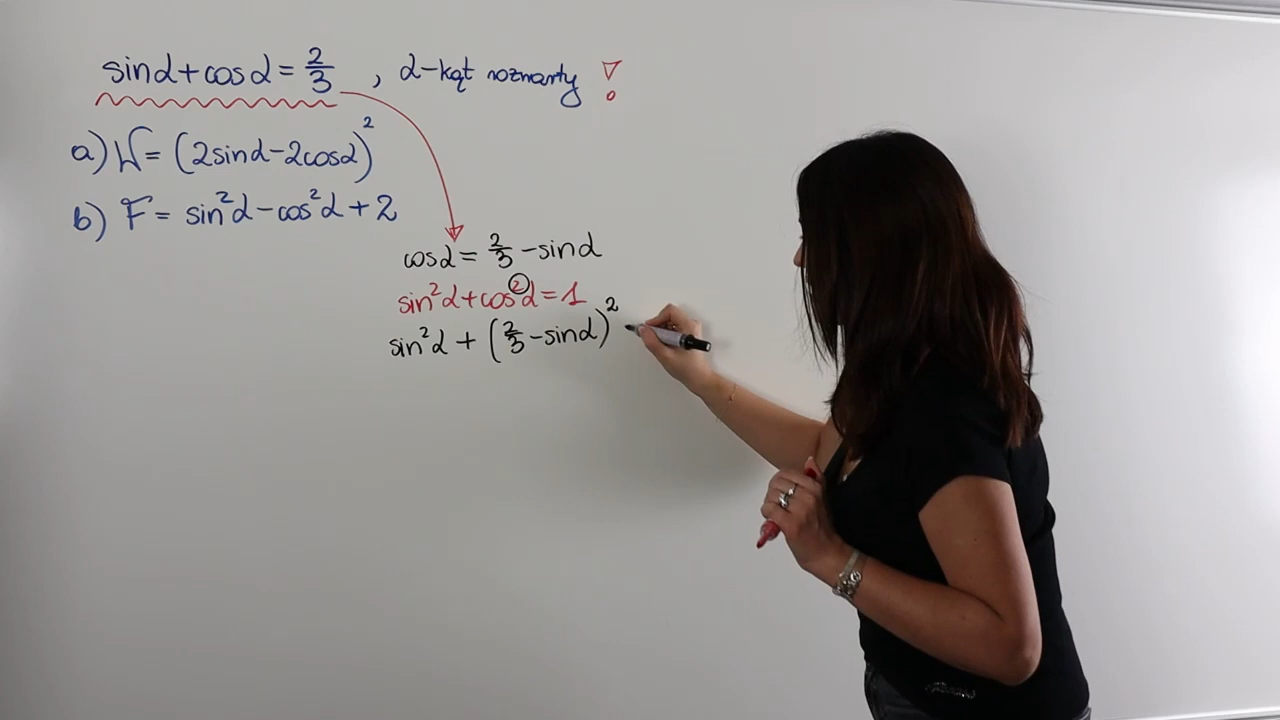 sinα+cosα = 2/3 , α-kąt rozwarty !
a) W = (2sinα-2cosα)²
b) F = sin²α-cos²α+2
cosα = 2/3 -sinα
sin²α+cos²α=1
sin²α + (2/3 -sinα)²